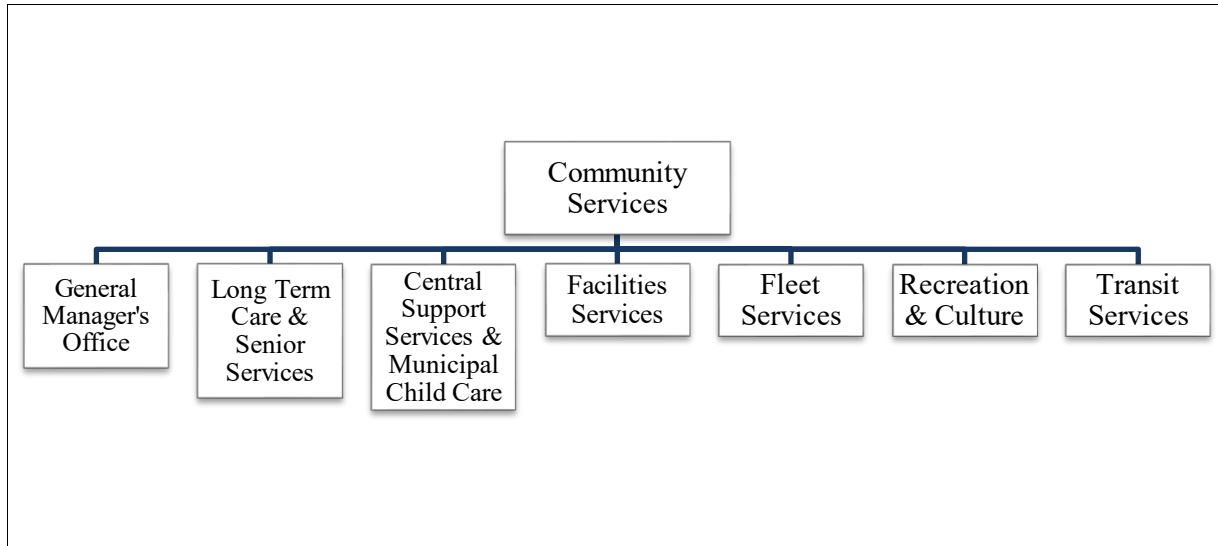 Community
Services
General
Manager's
Office
Long Term
Care &
Senior
Services
Central
Support
Services &
Municipal
Child Care
Facilities
Services
Fleet
Services
Recreation
& Culture
Transit
Services